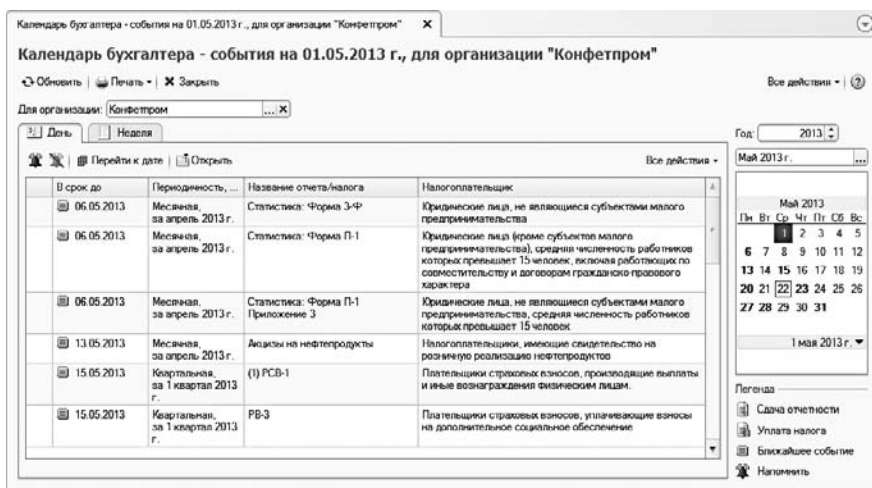 Календарь бухгалтера - события на 01.05.2013 г., для организации "Конфетпром"
Календарь бухгалтера - события на 01.05.2013 г., для организации "Конфетпром"
Обновить Печать Закрыть Все действия
Для организации: Конфетпром ...
День Неделя
Перейти к дате Открыть Все действия
В срок до Периодичность, ... Название отчета/налога Налогоплательщик
06.05.2013 Месячная, Статистика: Форма 3-Ф Юридические лица, не являющиеся субъектами малого
за апрель 2013 г. предпринимательства
06.05.2013 Месячная, Статистика: Форма П-1 Юридические лица (кроме субъектов малого
за апрель 2013 г. предпринимательства), средняя численность работников
которых превышает 15 человек, включая работающих по
совместительству и договорам гражданско-правового
характера
06.05.2013 Месячная, Статистика: Форма П-1 Юридические лица, не являющиеся субъектами малого
за апрель 2013 г. Приложение 3 предпринимательства, средняя численность работников
которых превышает 15 человек
13.05.2013 Месячная, Акцизы на нефтепродукты Налогоплательщики, имеющие свидетельство на
за апрель 2013 г. розничную реализацию нефтепродуктов
15.05.2013 Квартальная, (1) РСВ-1 Плательщики страховых взносов, производящие выплаты
за 1 квартал 2013 и иные вознаграждения физическим лицам.
г.
15.05.2013 Квартальная, РВ-3 Плательщики страховых взносов, уплачивающие взносы
за 1 квартал 2013 на дополнительное социальное обеспечение
г.
Год: 2013
Май 2013 г. ...
Май 2013
Пн Вт Ср Чт Пт Сб Вс
1 2 3 4 5
6 7 8 9 10 11 12
13 14 15 16 17 18 19
20 21 22 23 24 25 26
27 28 29 30 31
1 мая 2013 г.
Легенда
Сдача отчетности
Уплата налога
Ближайшее событие
Напомнить